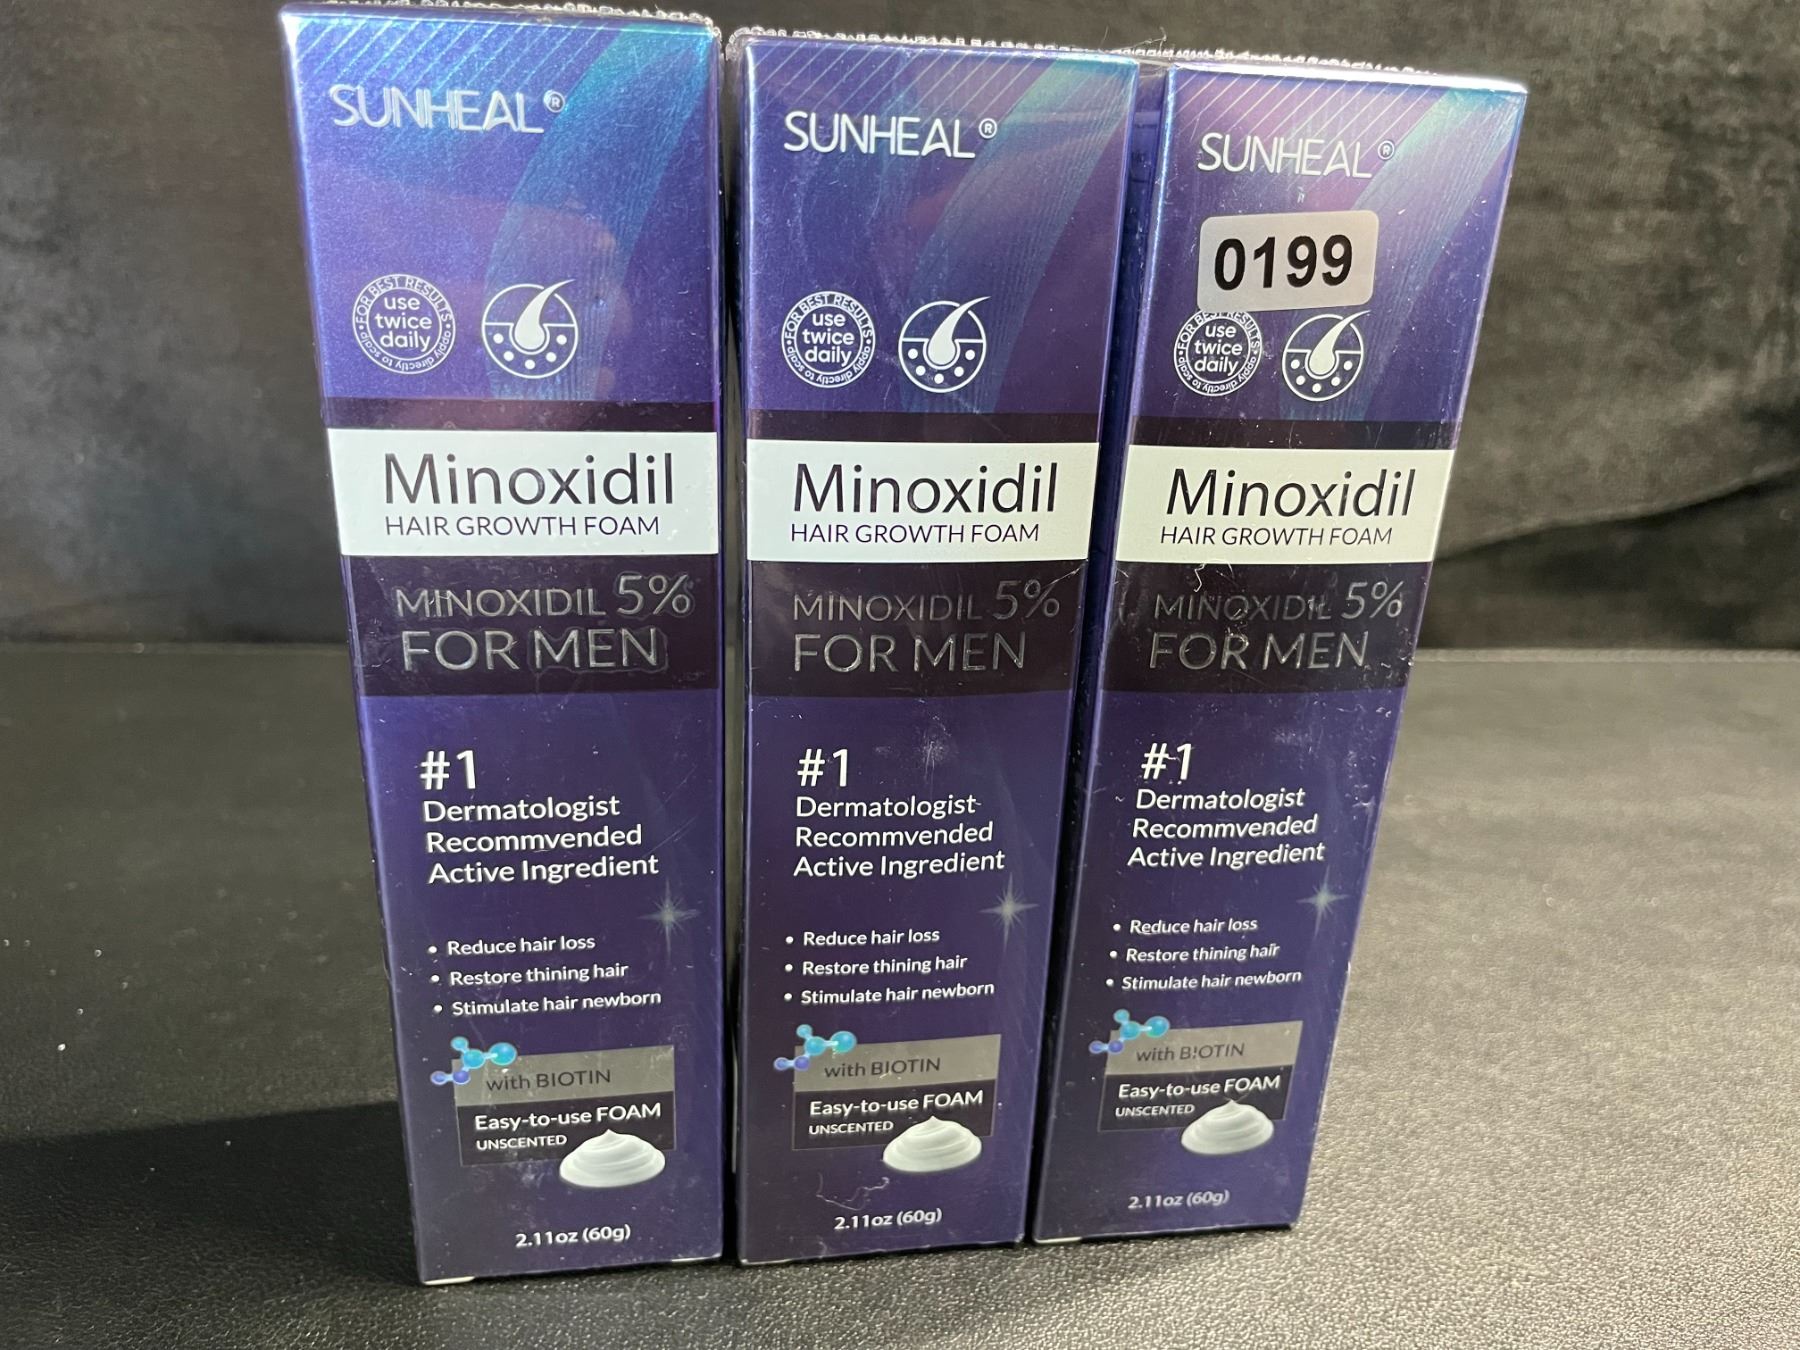 SUNHEAL®
FOR BEST RESULTS
use
twice
daily
apply directly to scalp
Minoxidil
HAIR GROWTH FOAM
MINOXIDIL 5%
FOR MEN
#1
Dermatologist
Recommvended
Active Ingredient
• Reduce hair loss
• Restore thining hair
• Stimulate hair newborn
with BIOTIN
Easy-to-use FOAM
UNSCENTED
2.11oz (60g)
SUNHEAL®
FOR BEST RESULTS
use
twice
daily
apply directly to scalp
Minoxidil
HAIR GROWTH FOAM
MINOXIDIL 5%
FOR MEN
#1
Dermatologist
Recommvended
Active Ingredient
• Reduce hair loss
• Restore thining hair
• Stimulate hair newborn
with BIOTIN
Easy-to-use FOAM
UNSCENTED
2.11oz (60g)
SUNHEAL®
0199
FOR BEST RESULTS
use
twice
daily
apply directly to scalp
Minoxidil
HAIR GROWTH FOAM
MINOXIDIL 5%
FOR MEN
#1
Dermatologist
Recommvended
Active Ingredient
• Reduce hair loss
• Restore thining hair
• Stimulate hair newborn
with BIOTIN
Easy-to-use FOAM
UNSCENTED
2.11oz (60g)